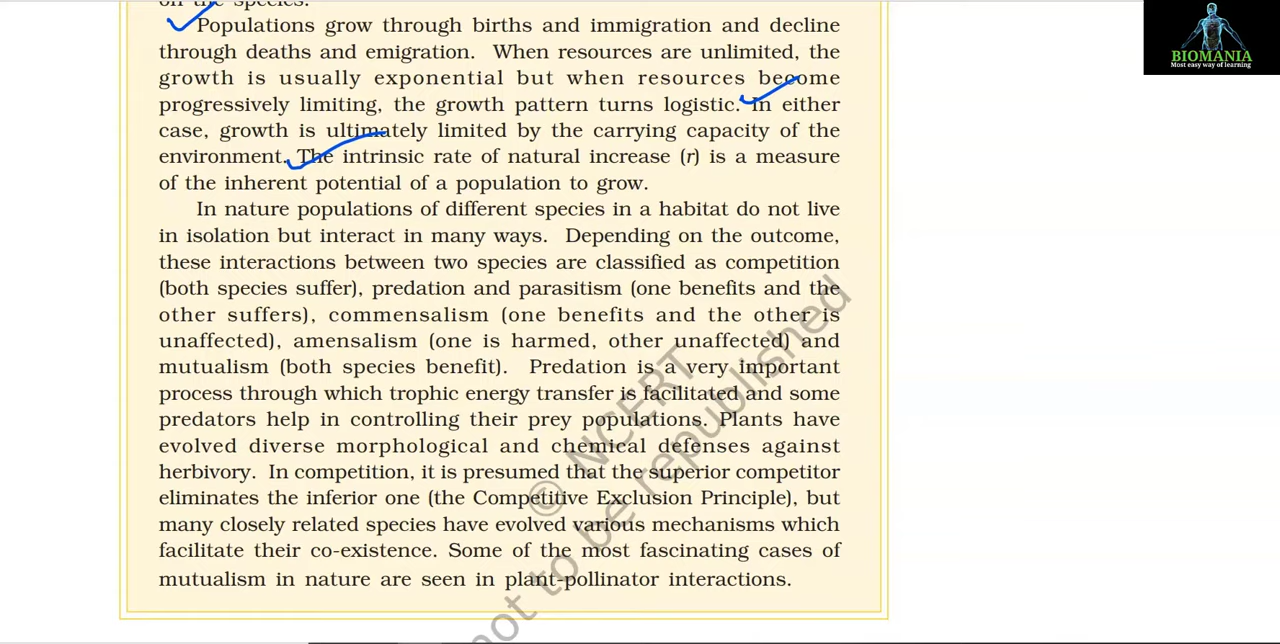 on the species.
Populations grow through births and immigration and decline
through deaths and emigration. When resources are unlimited, the
growth is usually exponential but when resources become
progressively limiting, the growth pattern turns logistic. In either
case, growth is ultimately limited by the carrying capacity of the
environment. The intrinsic rate of natural increase (r) is a measure
of the inherent potential of a population to grow.
In nature populations of different species in a habitat do not live
in isolation but interact in many ways. Depending on the outcome,
these interactions between two species are classified as competition
(both species suffer), predation and parasitism (one benefits and the
other suffers), commensalism (one benefits and the other is
unaffected), amensalism (one is harmed, other unaffected) and
mutualism (both species benefit). Predation is a very important
process through which trophic energy transfer is facilitated and some
predators help in controlling their prey populations. Plants have
evolved diverse morphological and chemical defenses against
herbivory. In competition, it is presumed that the superior competitor
eliminates the inferior one (the Competitive Exclusion Principle), but
many closely related species have evolved various mechanisms which
facilitate their co-existence. Some of the most fascinating cases of
mutualism in nature are seen in plant-pollinator interactions.
© NCERT
not to be republished
BIOMANIA
Most easy way of learning